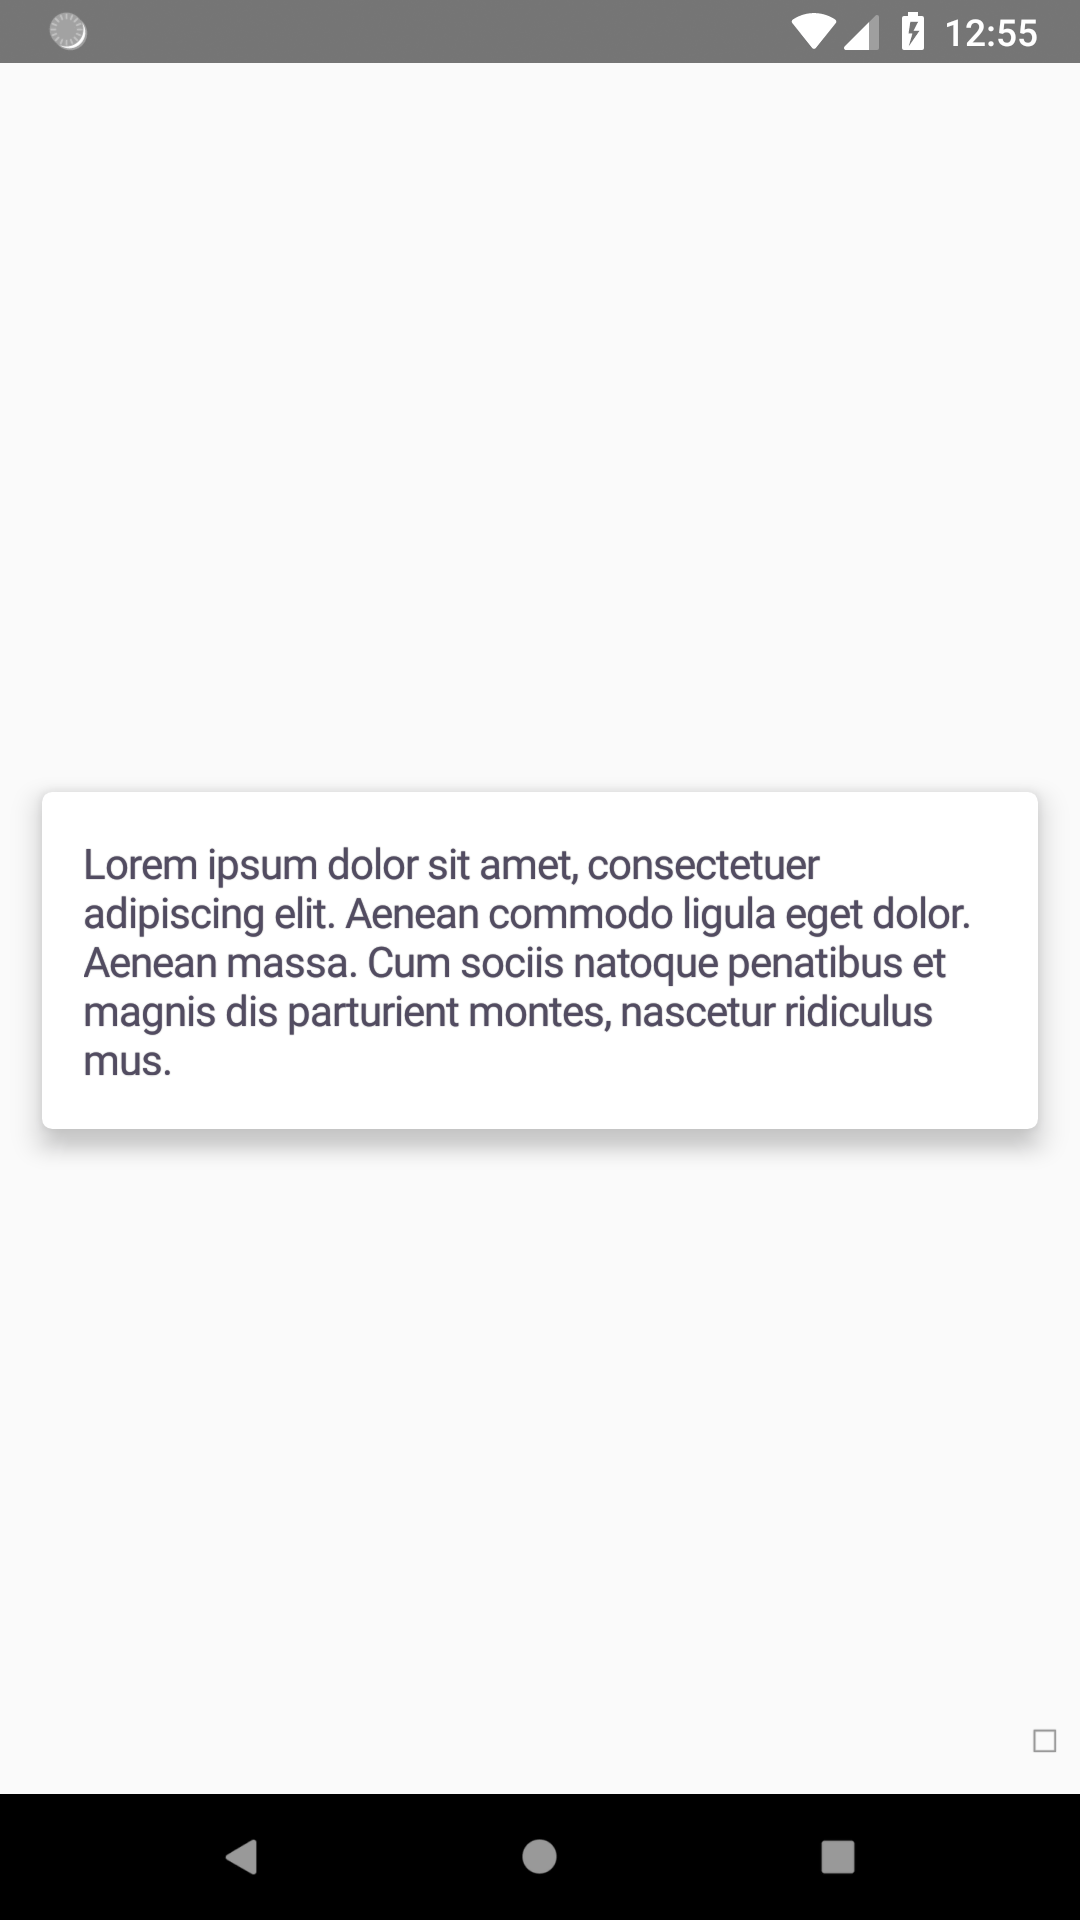 12:55
Lorem ipsum dolor sit amet, consectetuer
adipiscing elit. Aenean commodo ligula eget dolor.
Aenean massa. Cum sociis natoque penatibus et
magnis dis parturient montes, nascetur ridiculus
mus.